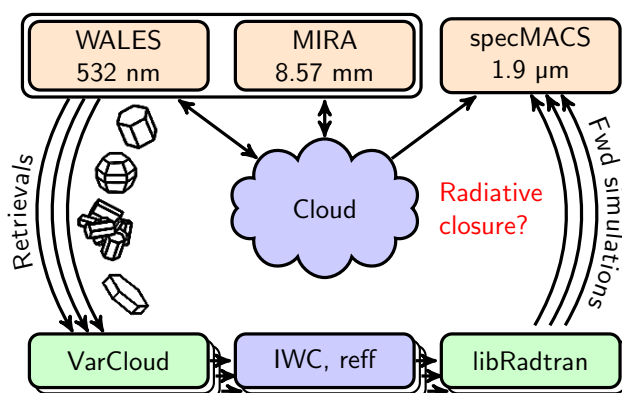 WALES
532 nm
MIRA
8.57 mm
specMACS
1.9 µm
Retrievals
Cloud
Radiative
closure?
Fwd simulations
VarCloud
IWC, reff
libRadtran